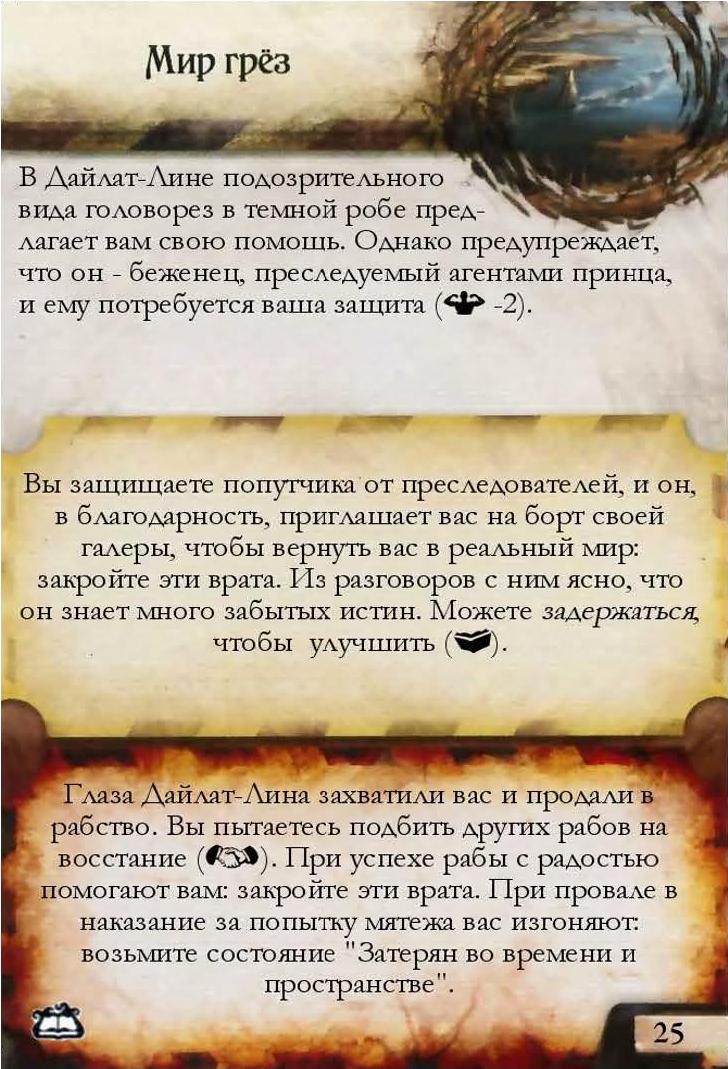 Мир грёз
В Дайлат-Лине подозрительного
вида головорез в темной робе пред-
лагает вам свою помощь. Однако предупреждает,
что он - беженец, преследуемый агентами принца,
и ему потребуется ваша защита ( -2).
Вы защищаете попутчика от преследователей, и он,
в благодарность, приглашает вас на борт своей
галеры, чтобы вернуть вас в реальный мир:
закройте эти врата. Из разговоров с ним ясно, что
он знает много забытых истин. Можете задержаться,
чтобы улучшить ( ).
Глаза Дайлат-Лина захватили вас и продали в
рабство. Вы пытаетесь подбить других рабов на
восстание ( ). При успехе рабы с радостью
помогают вам: закройте эти врата. При провале в
наказание за попытку мятежа вас изгоняют:
возьмите состояние "Затерян во времени и
пространстве".
25